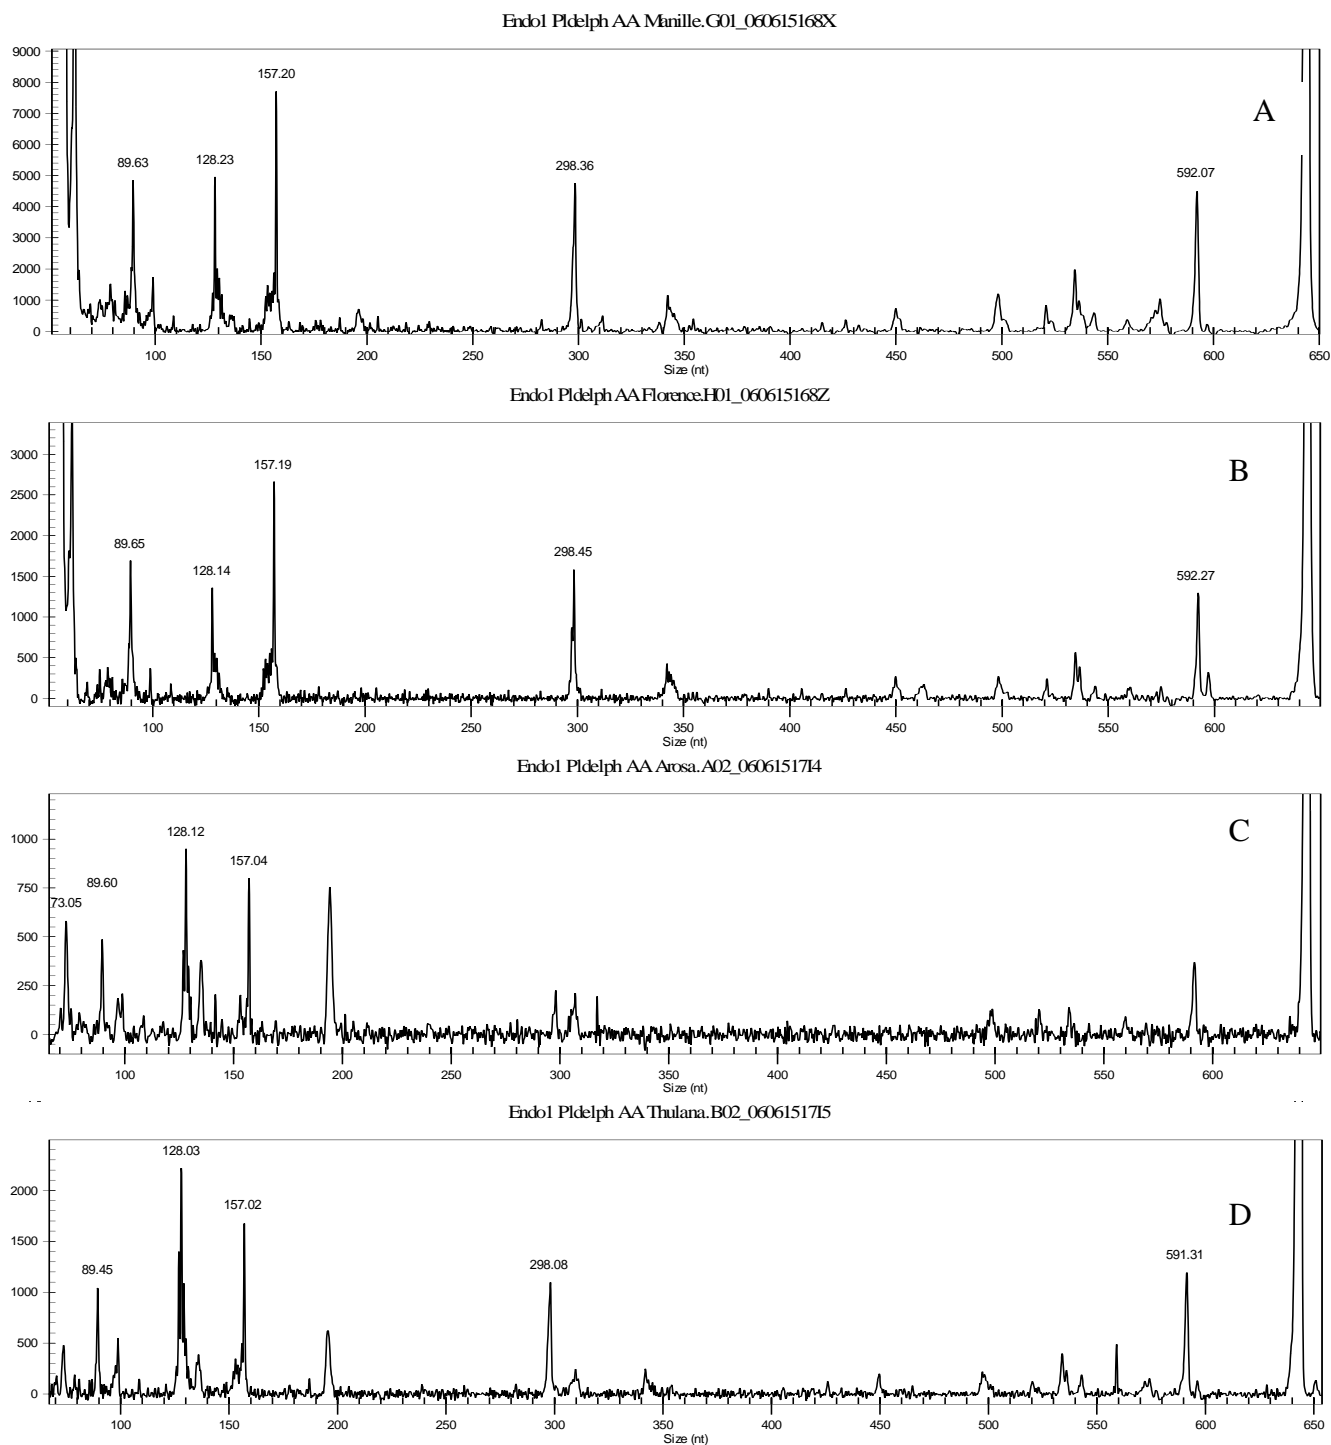 Endo1 Pldelph AA Manille.G01_060615168X
9000
8000
7000
6000
5000
4000
3000
2000
1000
0
157.20
89.63
128.23
298.36
592.07
A
100 150 200 250 300 350 400 450 500 550 600 650
Size (nt)
Endo1 Pldelph AA Florence.H01_060615168Z
3000
2500
2000
1500
1000
500
0
157.19
89.65
128.14
298.45
592.27
B
100 150 200 250 300 350 400 450 500 550 600
Size (nt)
Endo1 Pldelph AA Arosa.A02_0606151714
1000
750
500
250
0
128.12
157.04
89.60
73.05
C
100 150 200 250 300 350 400 450 500 550 600
Size (nt)
Endo1 Pldelph AA Thulana.B02_0606151715
2000
1500
1000
500
0
128.03
157.02
89.45
298.08
591.31
D
100 150 200 250 300 350 400 450 500 550 600 650
Size (nt)